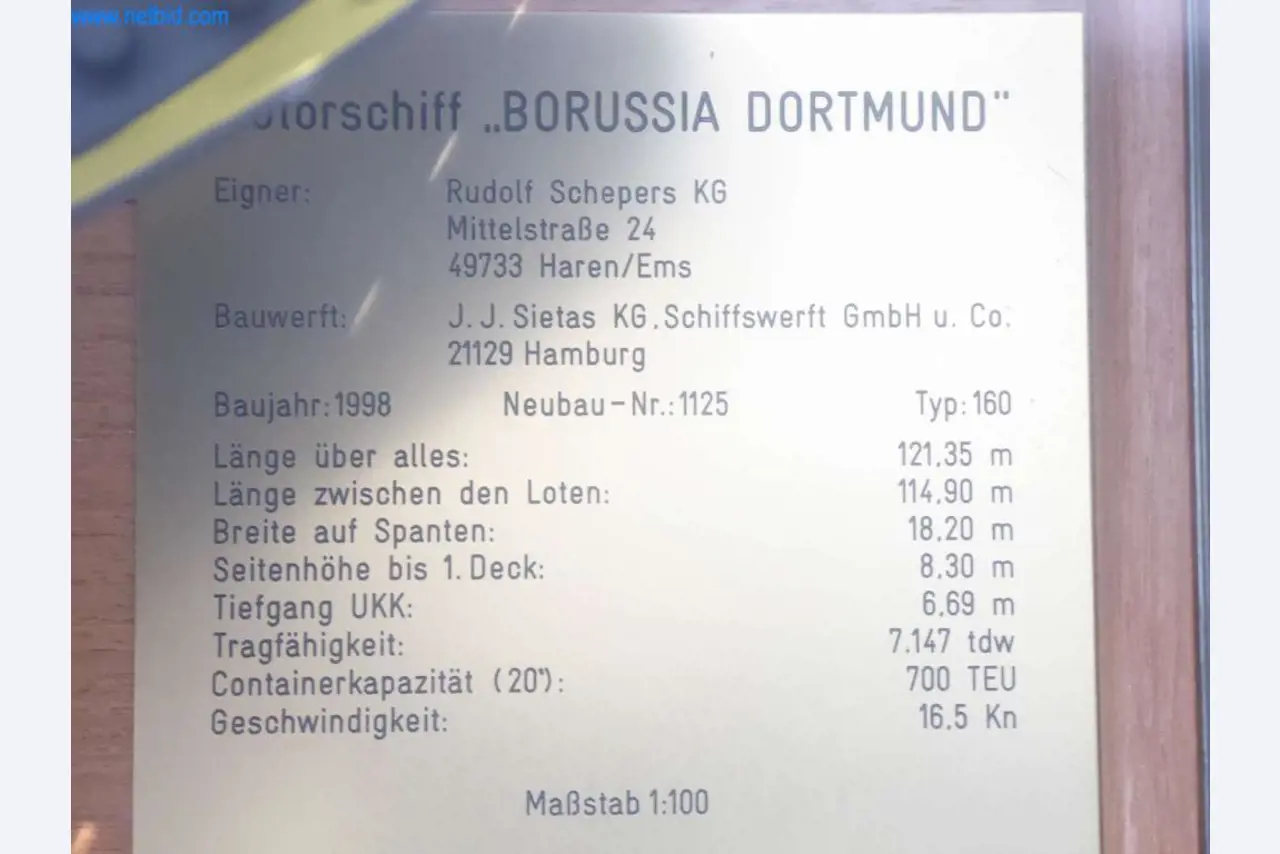 www.netbid.com
Motorschiff „BORUSSIA DORTMUND"
Eigner: Rudolf Schepers KG
Mittelstraße 24
49733 Haren/Ems
Bauwerft: J. J. Sietas KG, Schiffswerft GmbH u. Co.
21129 Hamburg
Baujahr: 1998 Neubau-Nr.: 1125 Typ: 160
Länge über alles: 121,35 m
Länge zwischen den Loten: 114,90 m
Breite auf Spanten: 18,20 m
Seitenhöhe bis 1. Deck: 8,30 m
Tiefgang UKK: 6,69 m
Tragfähigkeit: 7.147 tdw
Containerkapazität (20"): 700 TEU
Geschwindigkeit: 16,5 Kn
Maßstab 1:100